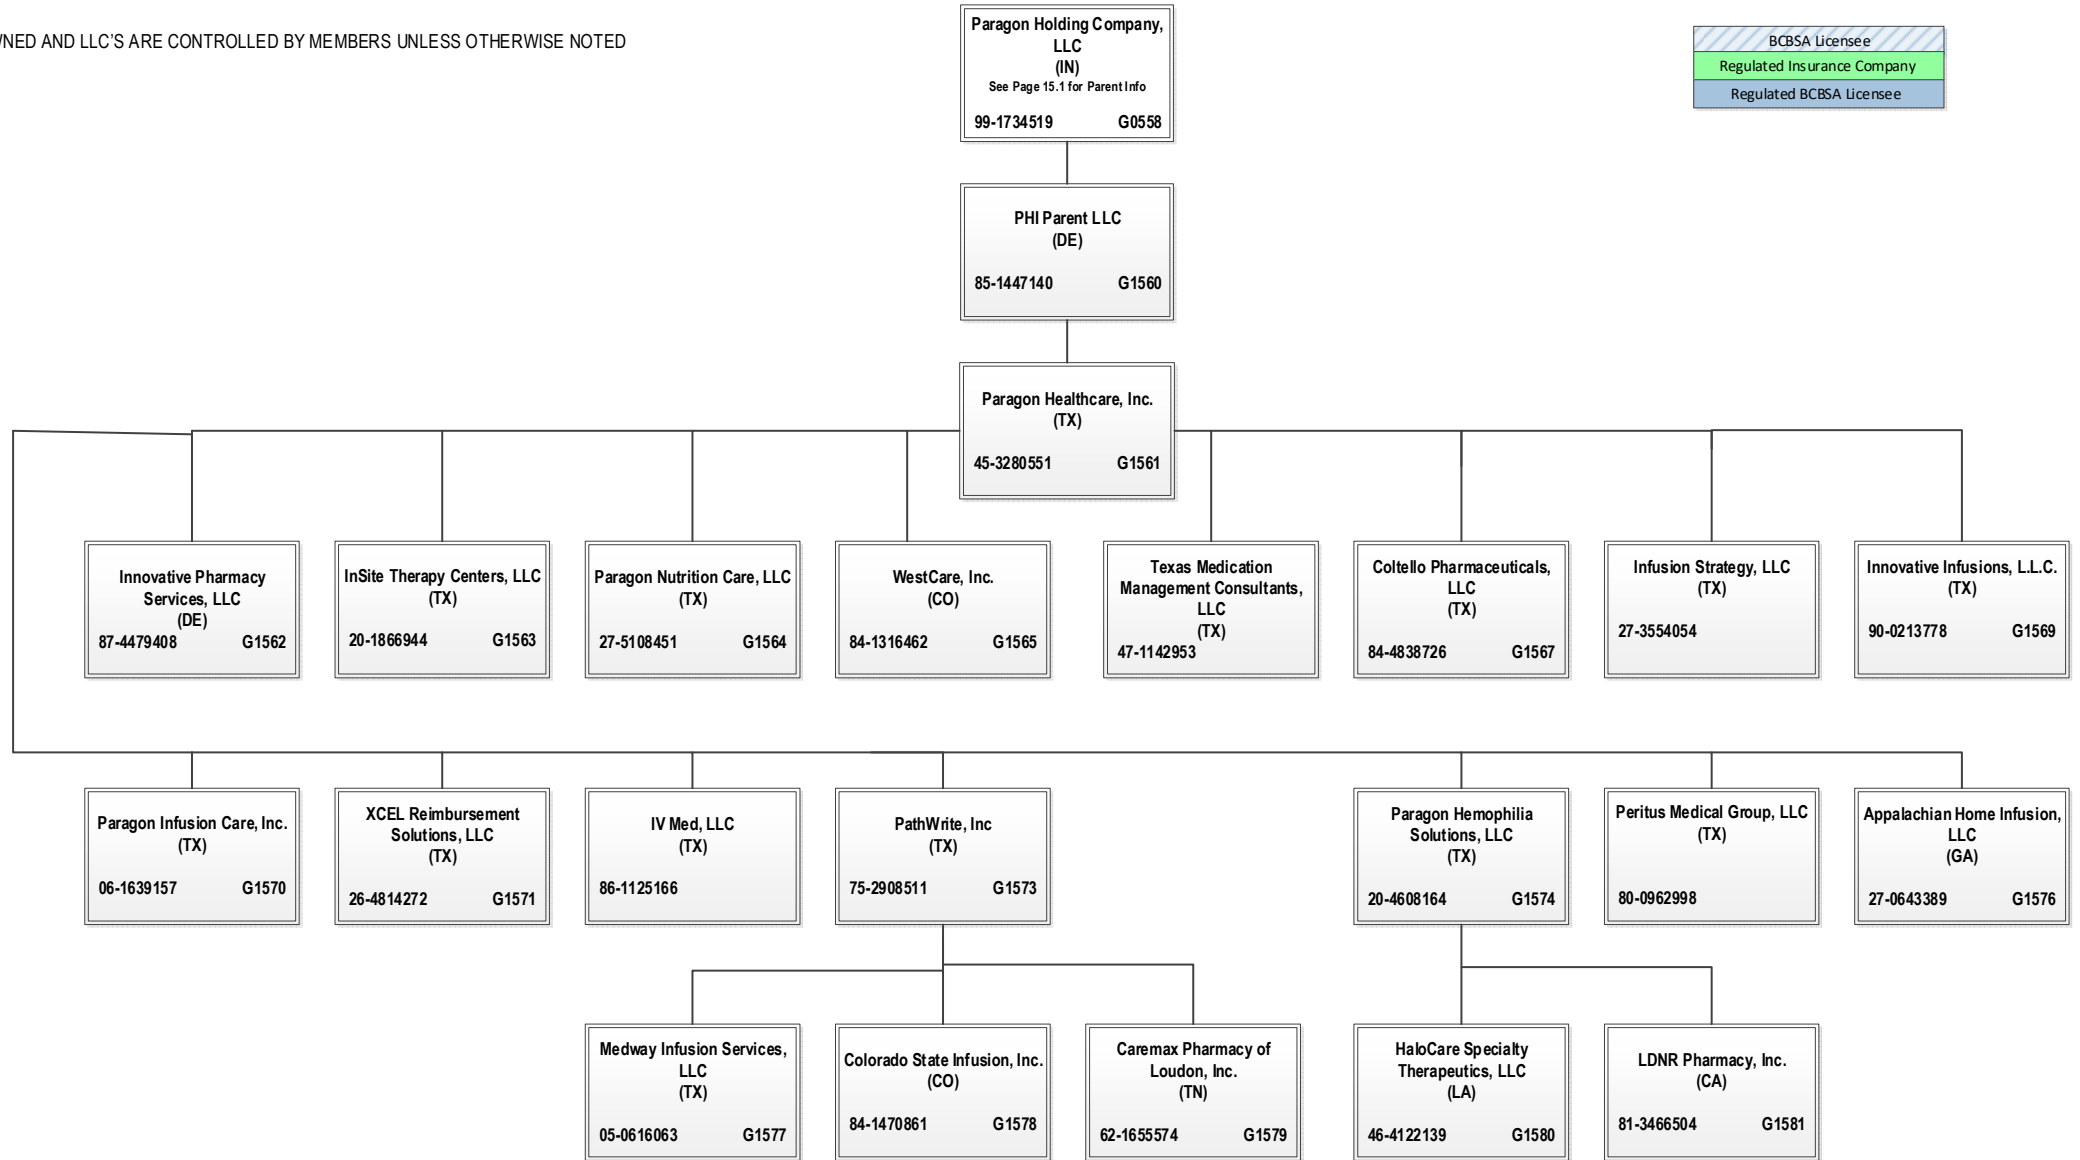 WNED AND LLC'S ARE CONTROLLED BY MEMBERS UNLESS OTHERWISE NOTED
Paragon Holding Company,
LLC
(IN)
See Page 15.1 for Parent Info
99-1734519 G0558
BCBSA Licensee
Regulated Insurance Company
Regulated BCBSA Licensee
PHI Parent LLC
(DE)
85-1447140 G1560
Paragon Healthcare, Inc.
(TX)
45-3280551 G1561
Innovative Pharmacy
Services, LLC
(DE)
87-4479408 G1562
InSite Therapy Centers, LLC
(TX)
20-1866944 G1563
Paragon Nutrition Care, LLC
(TX)
27-5108451 G1564
WestCare, Inc.
(CO)
84-1316462 G1565
Texas Medication
Management Consultants,
LLC
(TX)
47-1142953
Coltello Pharmaceuticals,
LLC
(TX)
84-4838726 G1567
Infusion Strategy, LLC
(TX)
27-3554054
Innovative Infusions, L.L.C.
(TX)
90-0213778 G1569
Paragon Infusion Care, Inc.
(TX)
06-1639157 G1570
XCEL Reimbursement
Solutions, LLC
(TX)
26-4814272 G1571
IV Med, LLC
(TX)
86-1125166
PathWrite, Inc
(TX)
75-2908511 G1573
Paragon Hemophilia
Solutions, LLC
(TX)
20-4608164 G1574
Peritus Medical Group, LLC
(TX)
80-0962998
Appalachian Home Infusion,
LLC
(GA)
27-0643389 G1576
Medway Infusion Services,
LLC
(TX)
05-0616063 G1577
Colorado State Infusion, Inc.
(CO)
84-1470861 G1578
Caremax Pharmacy of
Loudon, Inc.
(TN)
62-1655574 G1579
HaloCare Specialty
Therapeutics, LLC
(LA)
46-4122139 G1580
LDNR Pharmacy, Inc.
(CA)
81-3466504 G1581